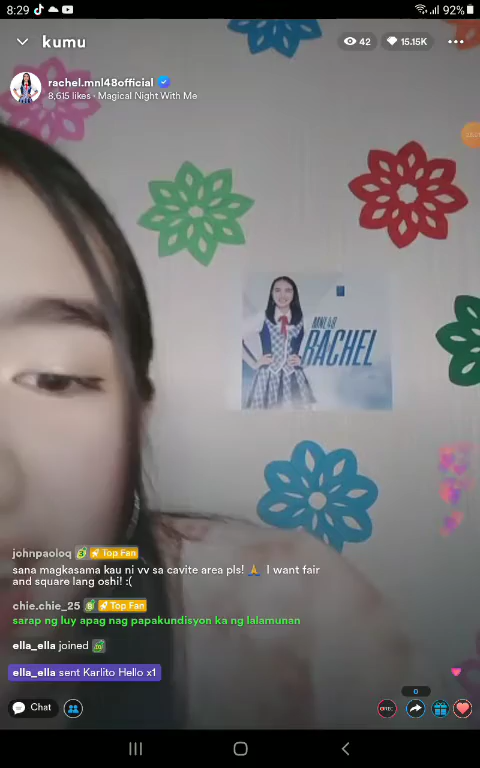 8:29
92%
kumu
42
15.15K
rachel.mnl48official
8,615 likes · Magical Night With Me
MNL48
RACHEL
johnpaoloq Top Fan
sana magkasama kau ni vv sa cavite area pls! 🙏 I want fair
and square lang oshi! :(
chie.chie_25 Top Fan
sarap ng luy apag nag papakundisyon ka ng lalamunan
ella_ella joined
ella_ella sent Karlito Hello x1
0
Chat